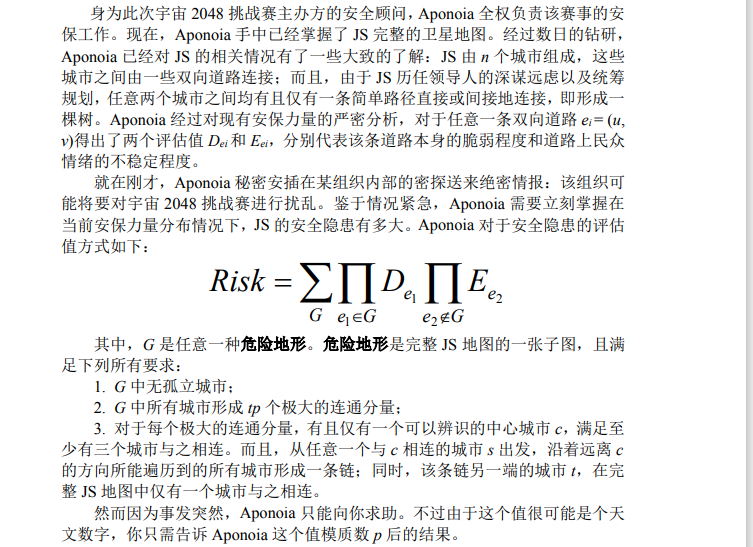 身为此次宇宙 2048 挑战赛主办方的安全顾问，Aponoia 全权负责该赛事的安
保工作。现在，Aponoia 手中已经掌握了 JS 完整的卫星地图。经过数日的钻研，
Aponoia 已经对 JS 的相关情况有了一些大致的了解：JS 由 n 个城市组成，这些
城市之间由一些双向道路连接；而且，由于 JS 历任领导人的深谋远虑以及统筹
规划，任意两个城市之间均有且仅有一条简单路径直接或间接地连接，即形成一
棵树。Aponoia 经过对现有安保力量的严密分析，对于任意一条双向道路 eᵢ= (u,
v)得出了两个评估值 Dei 和 Eei，分别代表该条道路本身的脆弱程度和道路上民众
情绪的不稳定程度。
就在刚才，Aponoia 秘密安插在某组织内部的密探送来绝密情报：该组织可
能将要对宇宙 2048 挑战赛进行扰乱。鉴于情况紧急，Aponoia 需要立刻掌握在
当前安保力量分布情况下，JS 的安全隐患有多大。Aponoia 对于安全隐患的评估
值方式如下：
Risk = ∑∏ D e₁ ∏ E e₂
G e₁∈G e₂∉G
其中，G 是任意一种危险地形。危险地形是完整 JS 地图的一张子图，且满
足下列所有要求：
1. G 中无孤立城市；
2. G 中所有城市形成 tp 个极大的连通分量；
3. 对于每个极大的连通分量，有且仅有一个可以辨识的中心城市 c，满足至
少有三个城市与之相连。而且，从任意一个与 c 相连的城市 s 出发，沿着远离 c
的方向所能遍历到的所有城市形成一条链；同时，该条链另一端的城市 t，在完
整 JS 地图中仅有一个城市与之相连。
然而因为事发突然，Aponoia 只能向你求助。不过由于这个值很可能是个天
文数字，你只需告诉 Aponoia 这个值模质数 p 后的结果。